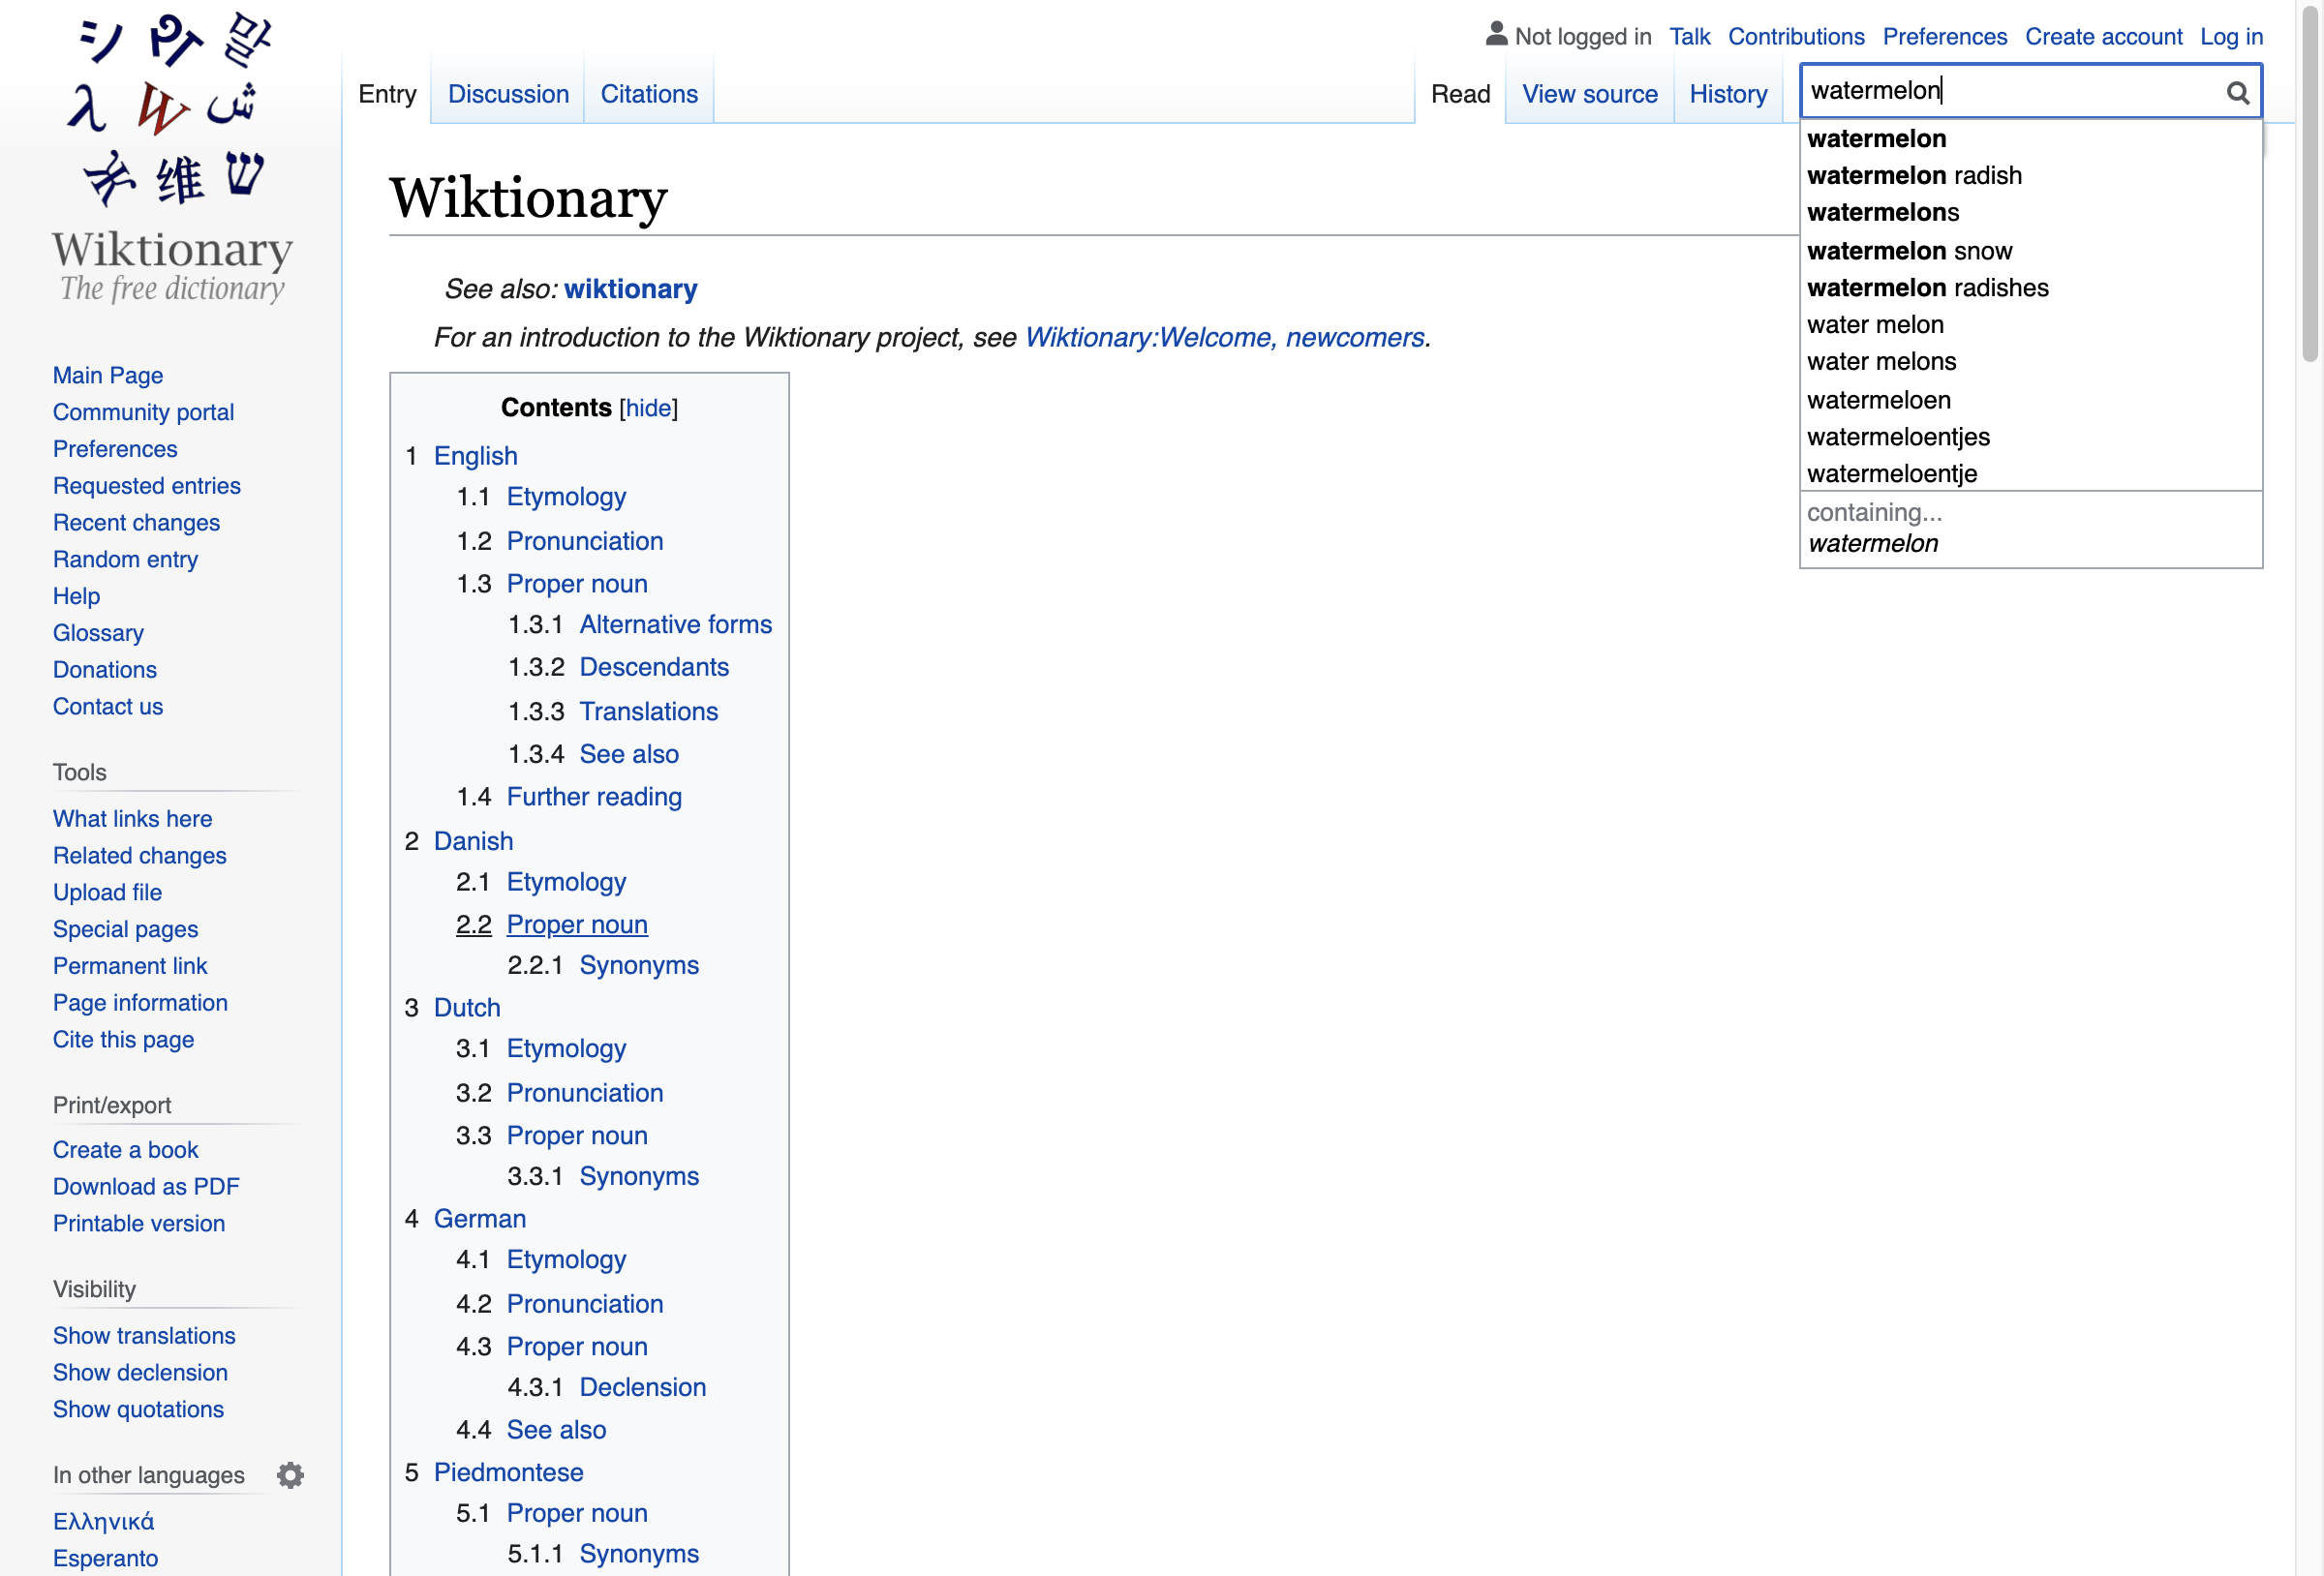 シ
말
λ W ش
维 ש
Wiktionary
The free dictionary
Main Page
Community portal
Preferences
Requested entries
Recent changes
Random entry
Help
Glossary
Donations
Contact us
Tools
What links here
Related changes
Upload file
Special pages
Permanent link
Page information
Cite this page
Print/export
Create a book
Download as PDF
Printable version
Visibility
Show translations
Show declension
Show quotations
In other languages
Ελληνικά
Esperanto
Not logged in Talk Contributions Preferences Create account Log in
Entry Discussion Citations Read View source History
watermelon
watermelon
watermelon radish
watermelons
watermelon snow
watermelon radishes
water melon
water melons
watermeloen
watermeloentjes
watermeloentje
containing...
watermelon
Wiktionary
See also: wiktionary
For an introduction to the Wiktionary project, see Wiktionary:Welcome, newcomers.
Contents [hide]
1 English
1.1 Etymology
1.2 Pronunciation
1.3 Proper noun
1.3.1 Alternative forms
1.3.2 Descendants
1.3.3 Translations
1.3.4 See also
1.4 Further reading
2 Danish
2.1 Etymology
2.2 Proper noun
2.2.1 Synonyms
3 Dutch
3.1 Etymology
3.2 Pronunciation
3.3 Proper noun
3.3.1 Synonyms
4 German
4.1 Etymology
4.2 Pronunciation
4.3 Proper noun
4.3.1 Declension
4.4 See also
5 Piedmontese
5.1 Proper noun
5.1.1 Synonyms